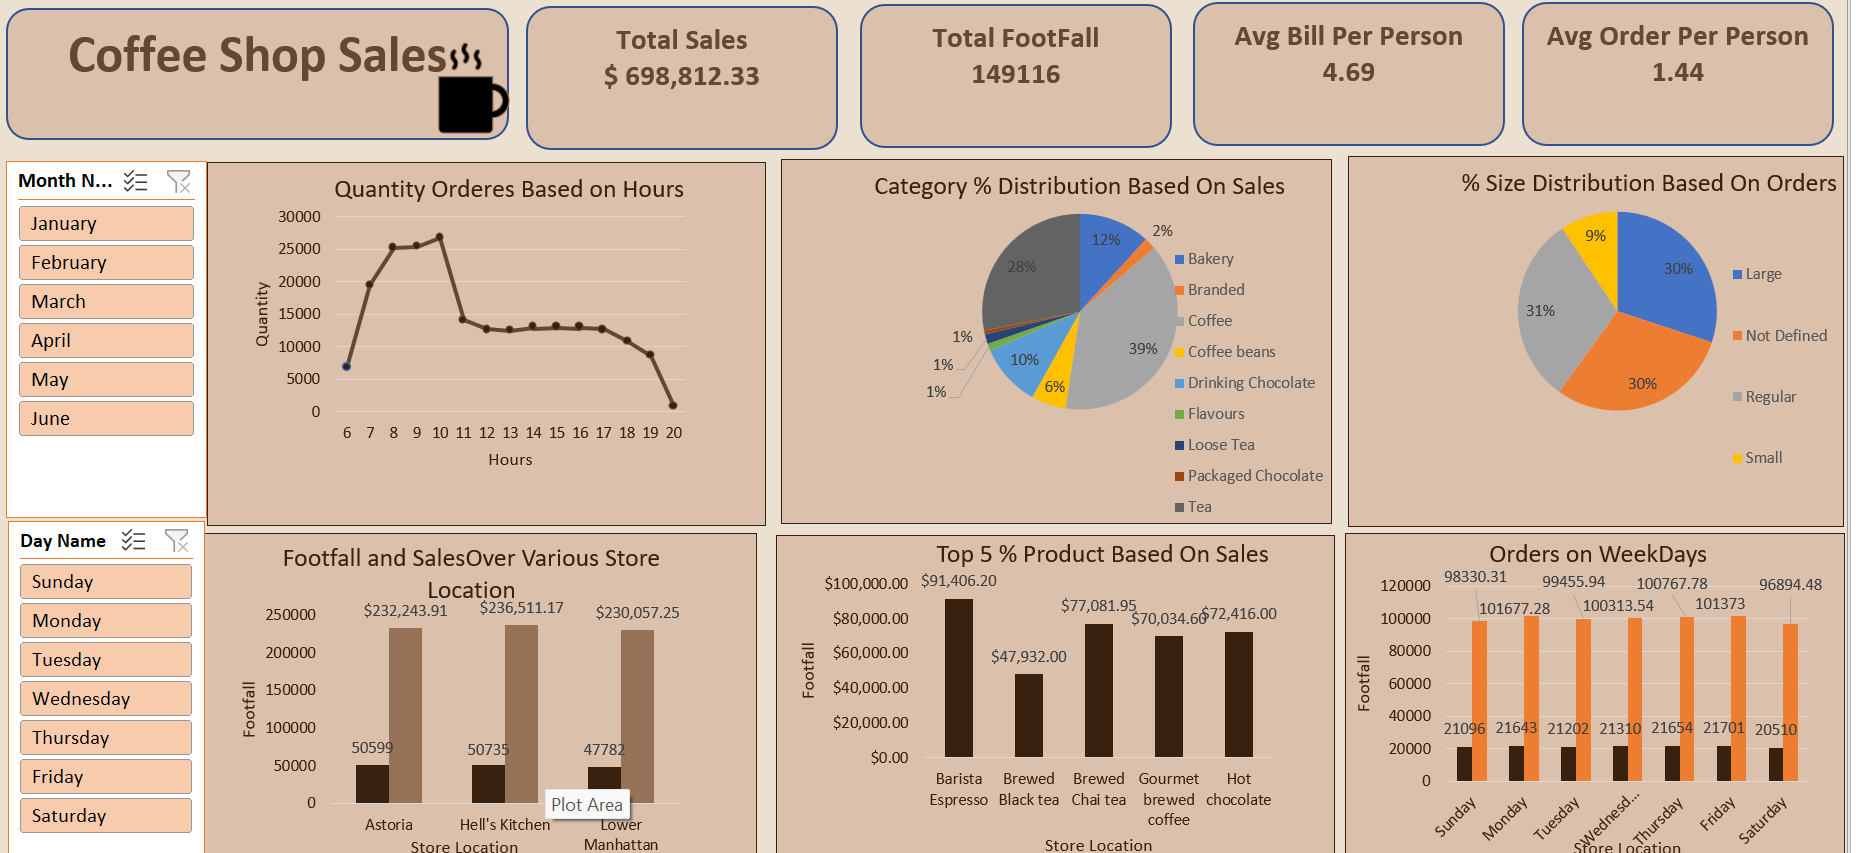 Coffee Shop Sales
Total Sales
$ 698,812.33
Total FootFall
149116
Avg Bill Per Person
4.69
Avg Order Per Person
1.44
Month N...
January
February
March
April
May
June
Quantity Orderes Based on Hours
30000
25000
20000
15000
10000
5000
0
Quantity
6 7 8 9 10 11 12 13 14 15 16 17 18 19 20
Hours
Category % Distribution Based On Sales
12%
2%
28%
39%
1%
1%
1%
10%
6%
Bakery
Branded
Coffee
Coffee beans
Drinking Chocolate
Flavours
Loose Tea
Packaged Chocolate
Tea
% Size Distribution Based On Orders
9%
30%
31%
30%
Large
Not Defined
Regular
Small
Day Name
Sunday
Monday
Tuesday
Wednesday
Thursday
Friday
Saturday
Footfall and SalesOver Various Store
Location
$232,243.91 $236,511.17 $230,057.25
250000
200000
150000
100000
50000
0
Footfall
50599 50735 47782
Plot Area
Astoria Hell's Kitchen Lower
Manhattan
Store Location
Top 5 % Product Based On Sales
$100,000.00
$80,000.00
$60,000.00
$40,000.00
$20,000.00
$0.00
Footfall
$91,406.20
$47,932.00
$77,081.95
$70,034.60
$72,416.00
Barista
Espresso
Brewed
Black tea
Brewed
Chai tea
Gourmet
brewed
coffee
Hot
chocolate
Store Location
Orders on WeekDays
120000
100000
80000
60000
40000
20000
0
Footfall
98330.31 99455.94 100767.78 96894.48
101677.28 100313.54 101373
21096 21643 21202 21310 21654 21701 20510
Sunday
Monday
Tuesday
Wednesd...
Thursday
Friday
Saturday
Store Location